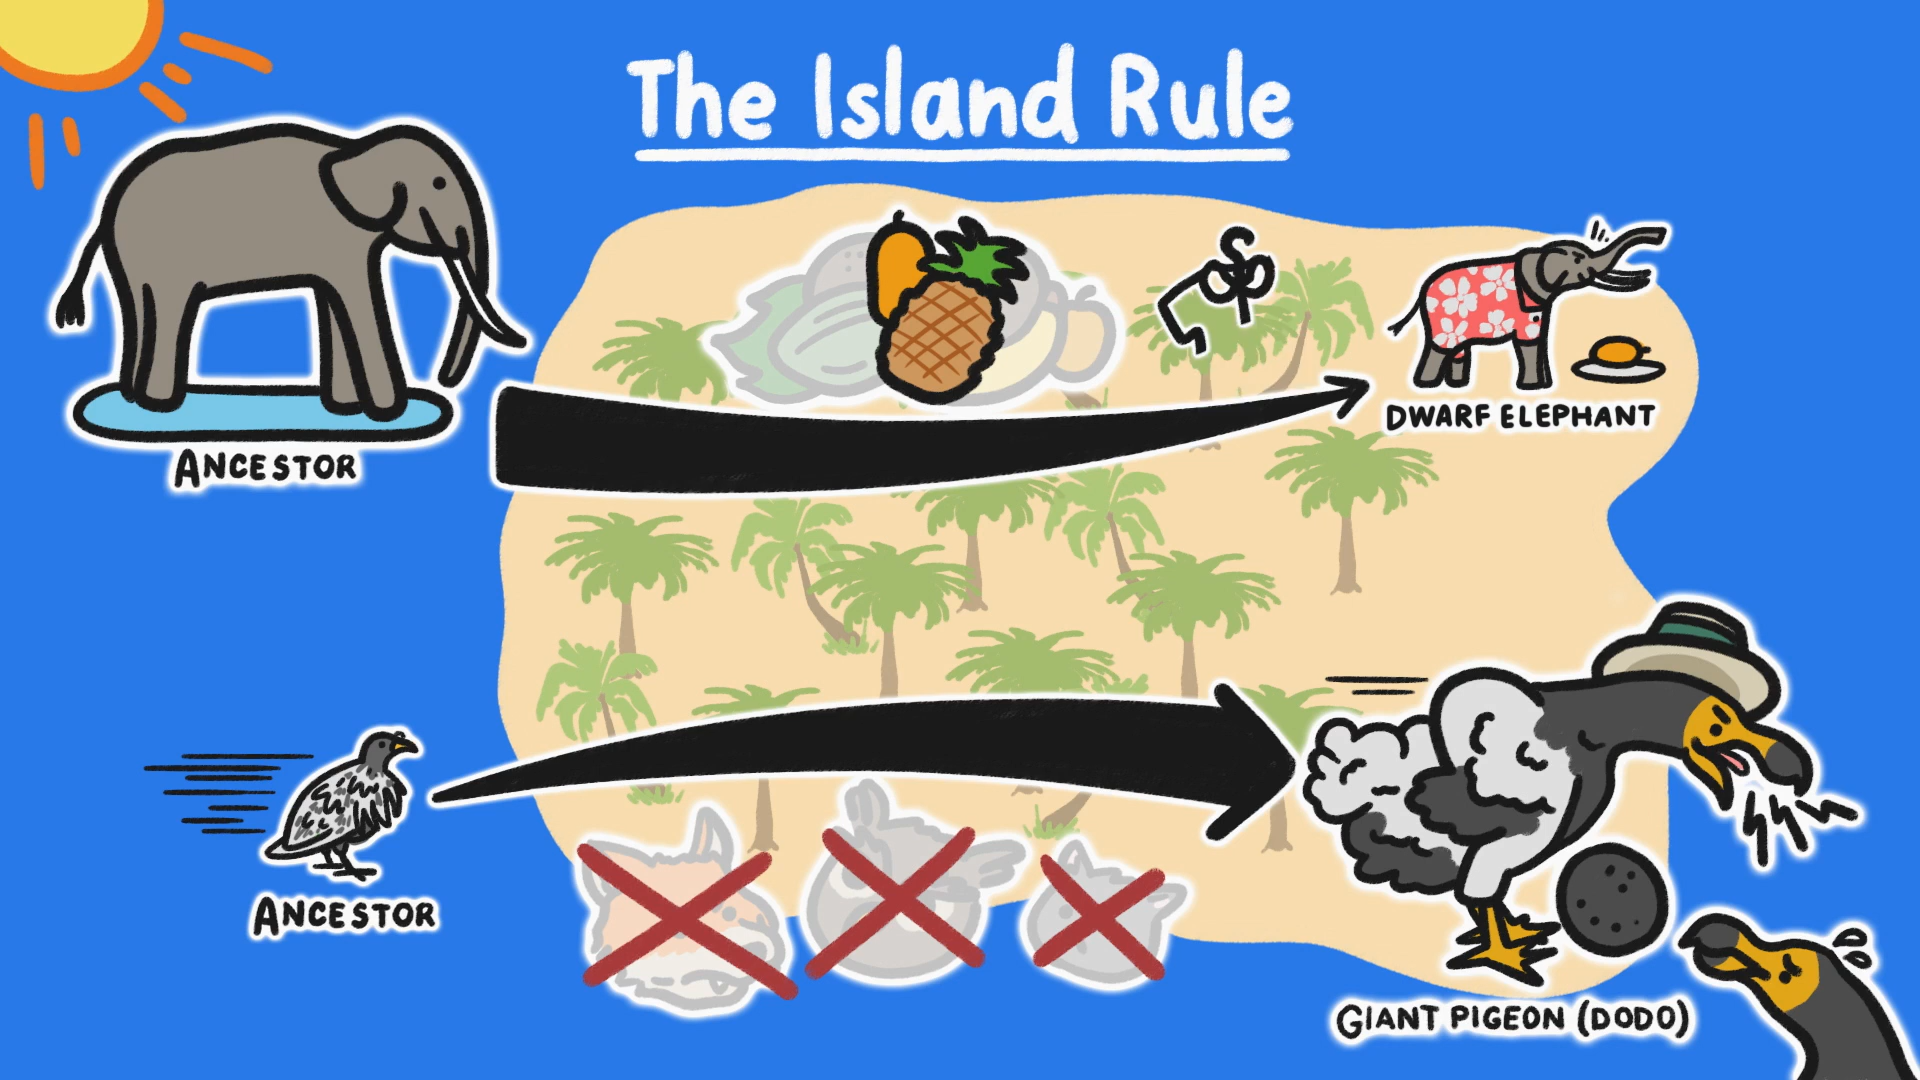 The Island Rule
Ancestor
Dwarf Elephant
Ancestor
Giant Pigeon (Dodo)